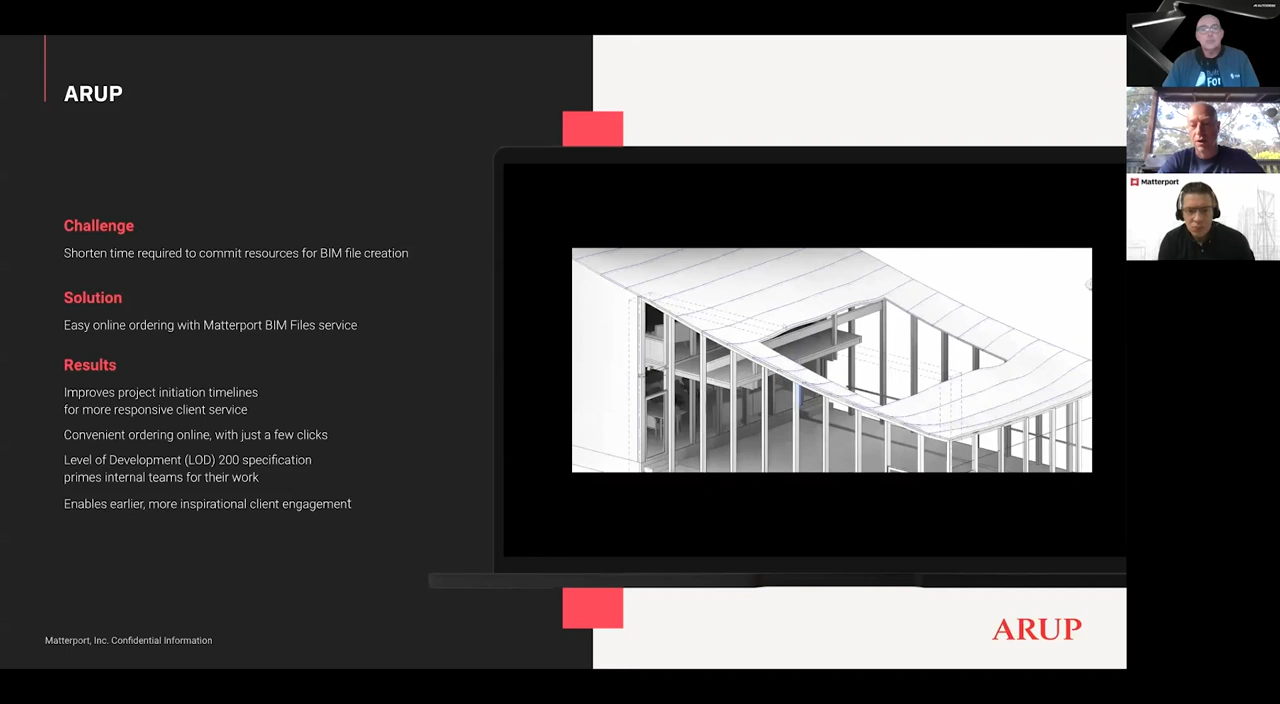 ARUP
Challenge
Shorten time required to commit resources for BIM file creation
Solution
Easy online ordering with Matterport BIM Files service
Results
Improves project initiation timelines
for more responsive client service
Convenient ordering online, with just a few clicks
Level of Development (LOD) 200 specification
primes internal teams for their work
Enables earlier, more inspirational client engagement
Matterport, Inc. Confidential Information
ARUP
AUTODESK
Matterport